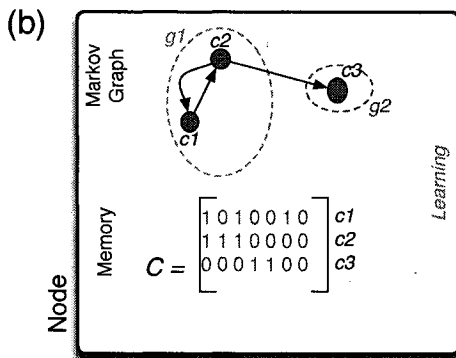 (b)
Node
Markov
Graph
g1
c2
c1
c3
g2
Learning
Memory
C =
1 0 1 0 0 1 0 c1
1 1 1 0 0 0 0 c2
0 0 0 1 1 0 0 c3